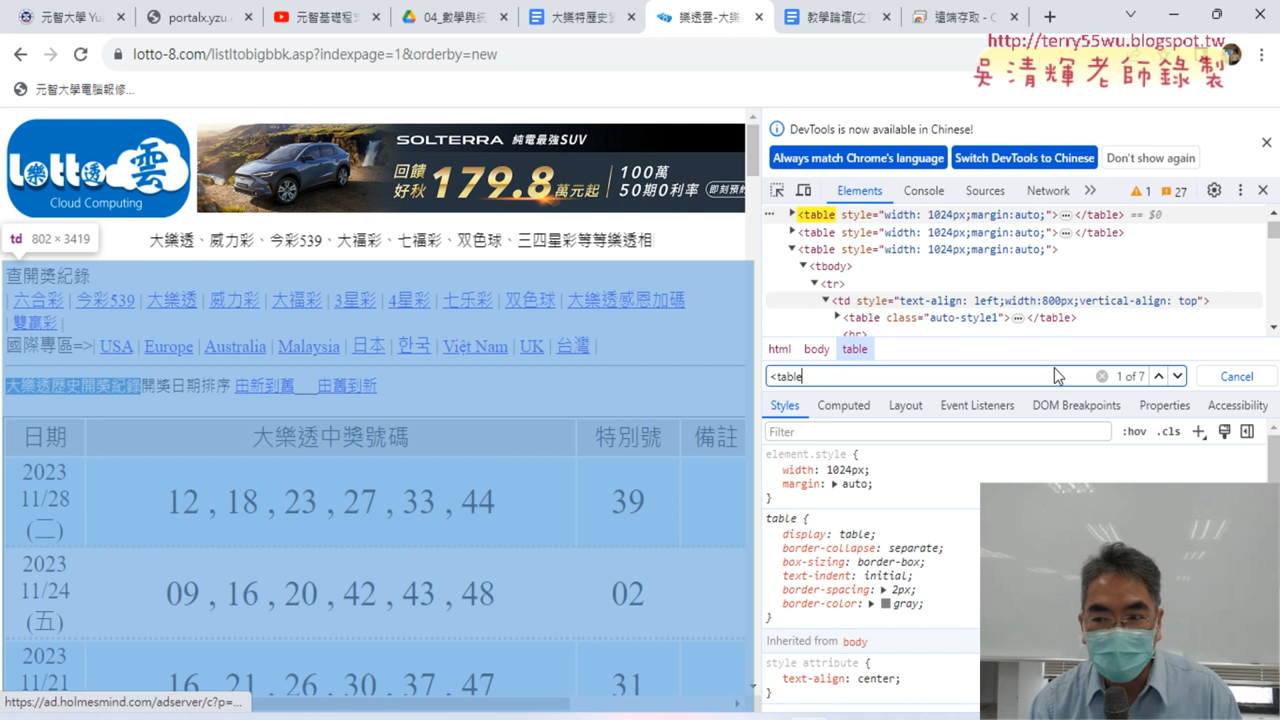 元智大學 Yu
portalx.yzu.
元智基礎程
04_數學與統
大樂將歷史
樂透雲-大樂
教學論壇(之
遠端存取 - C
lotto-8.com/listltobigbbk.asp?indexpage=1&orderby=new
http://terry55wu.blogspot.tw
吳清輝老師錄製
元智大學電腦報修...
lotto 樂透 雲
Cloud Computing
SOLTERRA 純電最強SUV
回饋好秋 179.8 萬元起
100萬
50期0利率
DevTools is now available in Chinese!
Always match Chrome's language
Switch DevTools to Chinese
Don't show again
Elements
Console
Sources
Network
1
27
td 802 × 3419
大樂透、威力彩、今彩539、大福彩、七福彩、双色球、三四星彩等等樂透相
查開獎紀錄
| 六合彩 | 今彩539 | 大樂透 | 威力彩 | 大福彩 | 3星彩 | 4星彩 | 七乐彩 | 双色球 | 大樂透感恩加碼
| 雙贏彩 |
國際專區=>| USA | Europe | Australia | Malaysia | 日本 | 한국 | Việt Nam | UK | 台灣 |
大樂透歷史開獎紀錄開獎日期排序 由新到舊___由舊到新
日期 大樂透中獎號碼 特別號 備註
2023
11/28
(二)
12 , 18 , 23 , 27 , 33 , 44
39
2023
11/24
(五)
09 , 16 , 20 , 42 , 43 , 48
02
2023
11/21
16 , 21 , 26 , 30 , 37 , 47
31
https://ad.holmesmind.com/adserver/c?p=...
<table style="width: 1024px;margin:auto;">…</table> == $0
<table style="width: 1024px;margin:auto;">…</table>
<table style="width: 1024px;margin:auto;">
<tbody>
<tr>
<td style="text-align: left;width:800px;vertical-align: top">
<table class="auto-style1">…</table>
<br>
html body table
<table
1 of 7
Cancel
Styles
Computed
Layout
Event Listeners
DOM Breakpoints
Properties
Accessibility
Filter
:hov .cls
element.style {
width: 1024px;
margin: auto;
}
table {
display: table;
border-collapse: separate;
box-sizing: border-box;
text-indent: initial;
border-spacing: 2px;
border-color: gray;
}
Inherited from body
style attribute {
text-align: center;
}